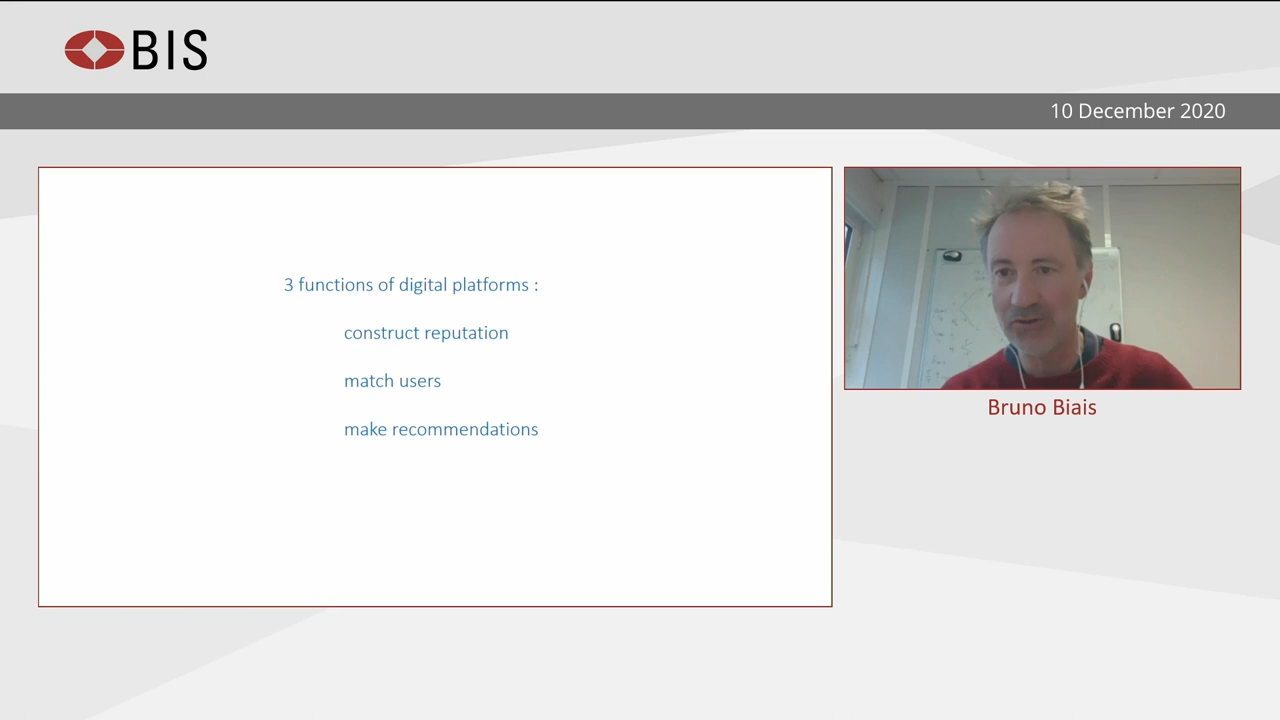 BIS
10 December 2020
3 functions of digital platforms :
construct reputation
match users
make recommendations
Bruno Biais